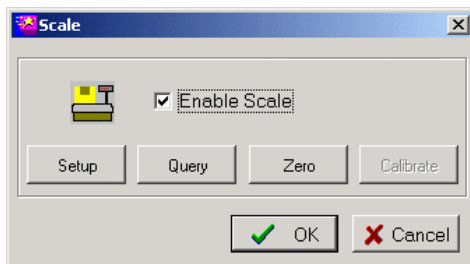 Scale
Enable Scale
Setup Query Zero Calibrate
OK Cancel